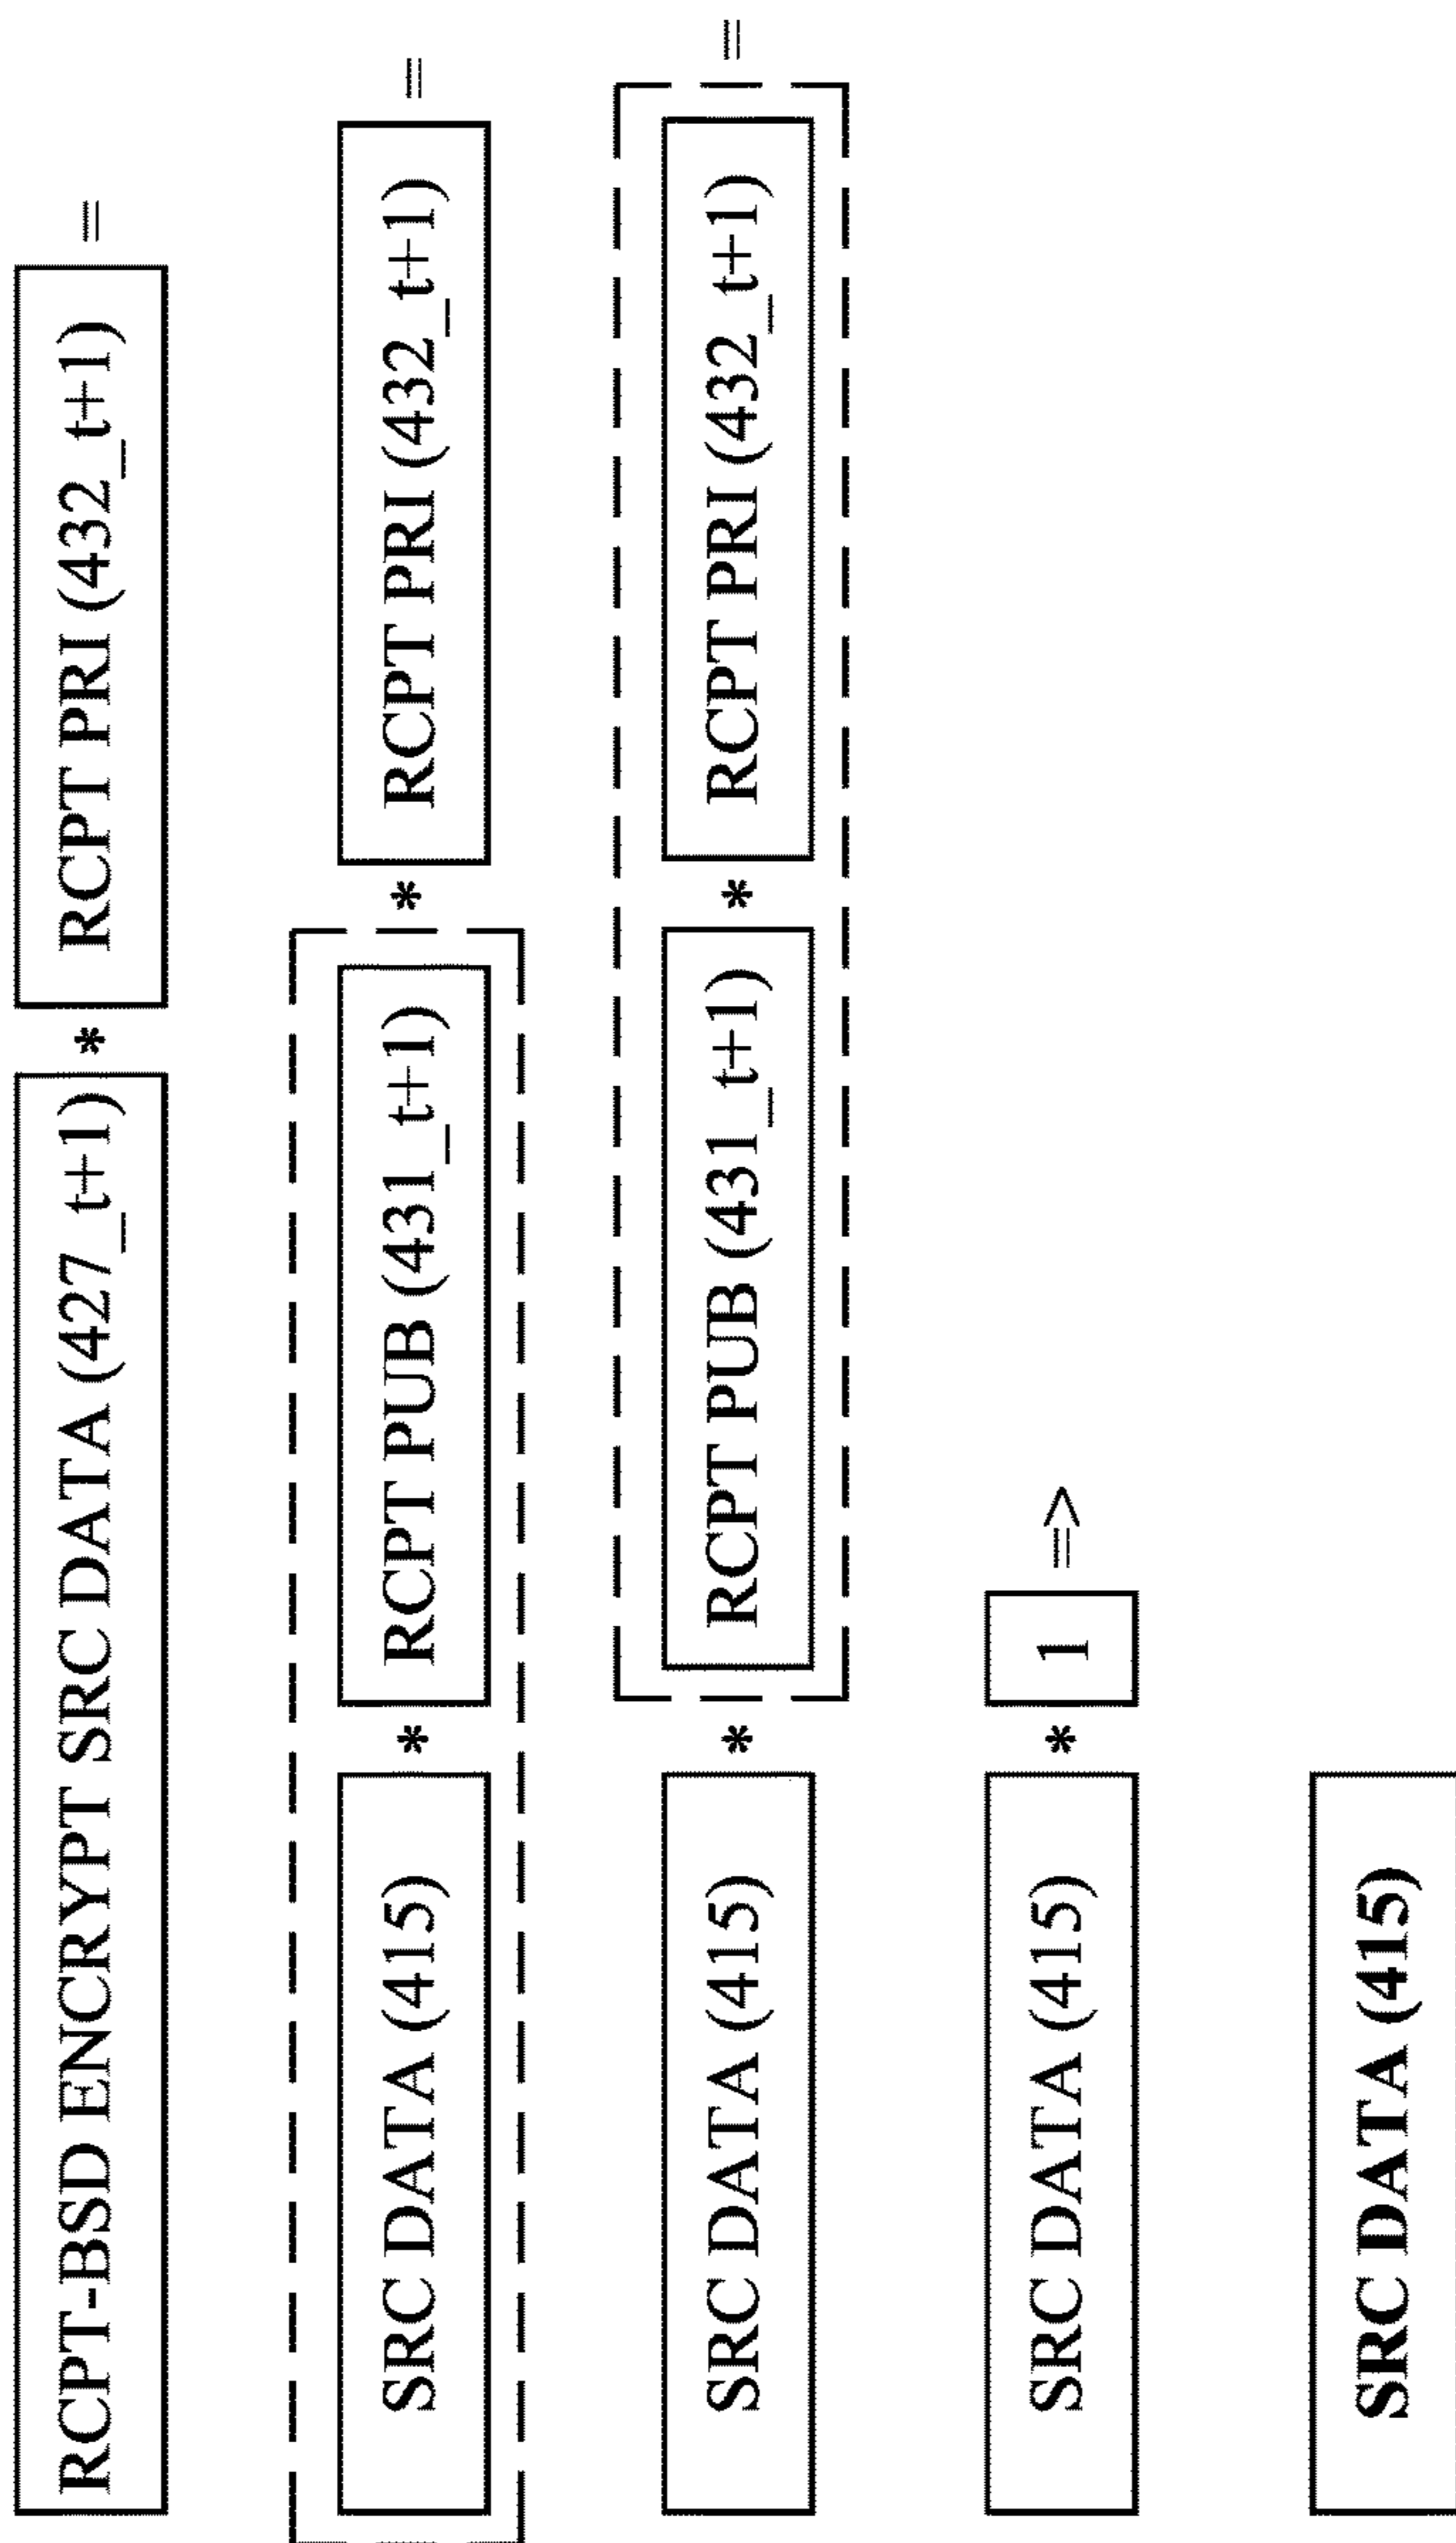 RCPT-BSD ENCRYPT SRC DATA (427_t+1) * RCPT PRI (432_t+1) =
SRC DATA (415) * RCPT PUB (431_t+1) * RCPT PRI (432_t+1) =
SRC DATA (415) * RCPT PUB (431_t+1) * RCPT PRI (432_t+1) =
SRC DATA (415) * 1 =>
SRC DATA (415)